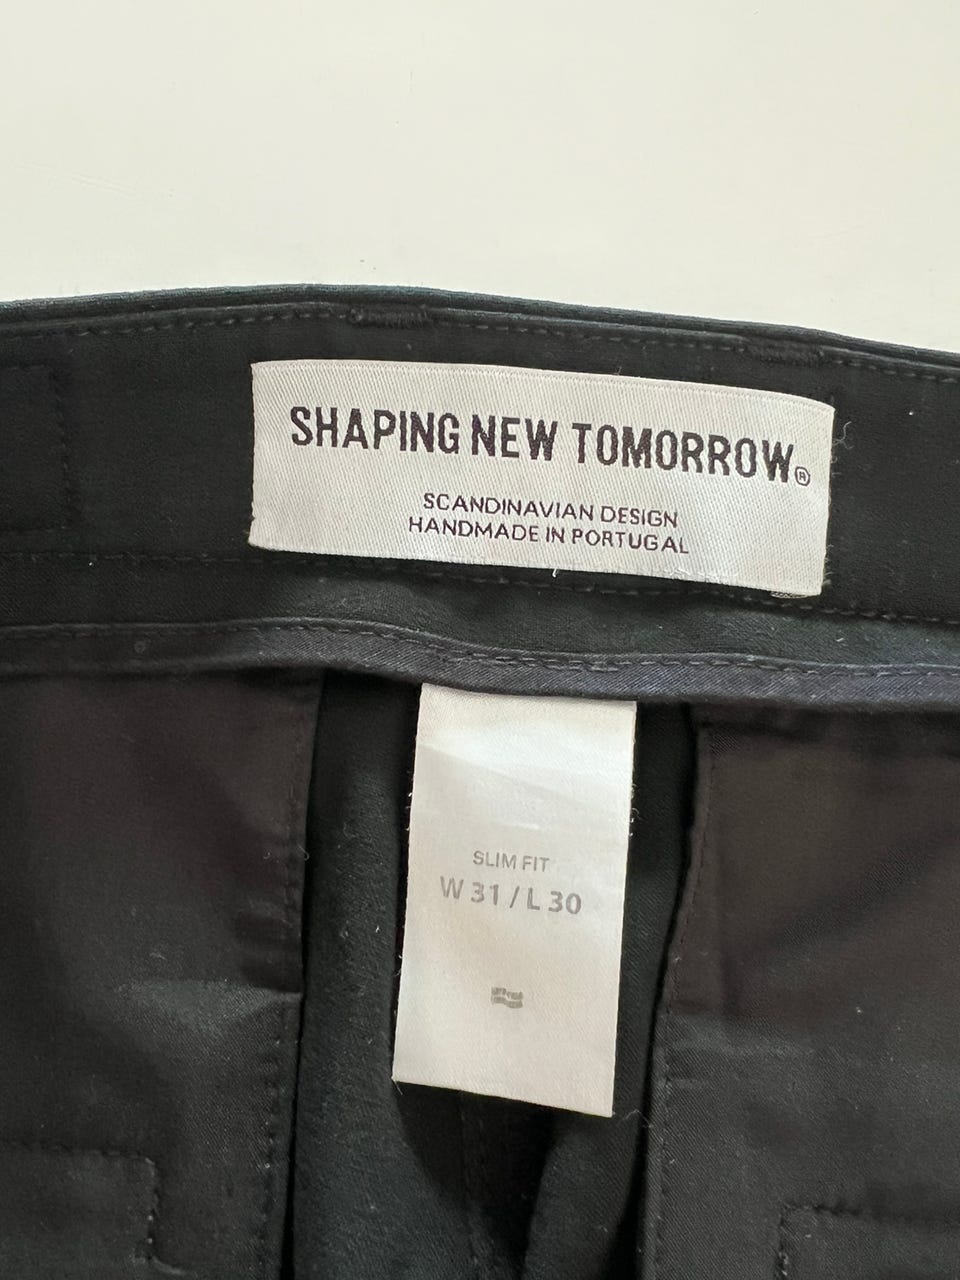 SHAPING NEW TOMORROW®
SCANDINAVIAN DESIGN
HANDMADE IN PORTUGAL
SLIM FIT
W 31 / L 30